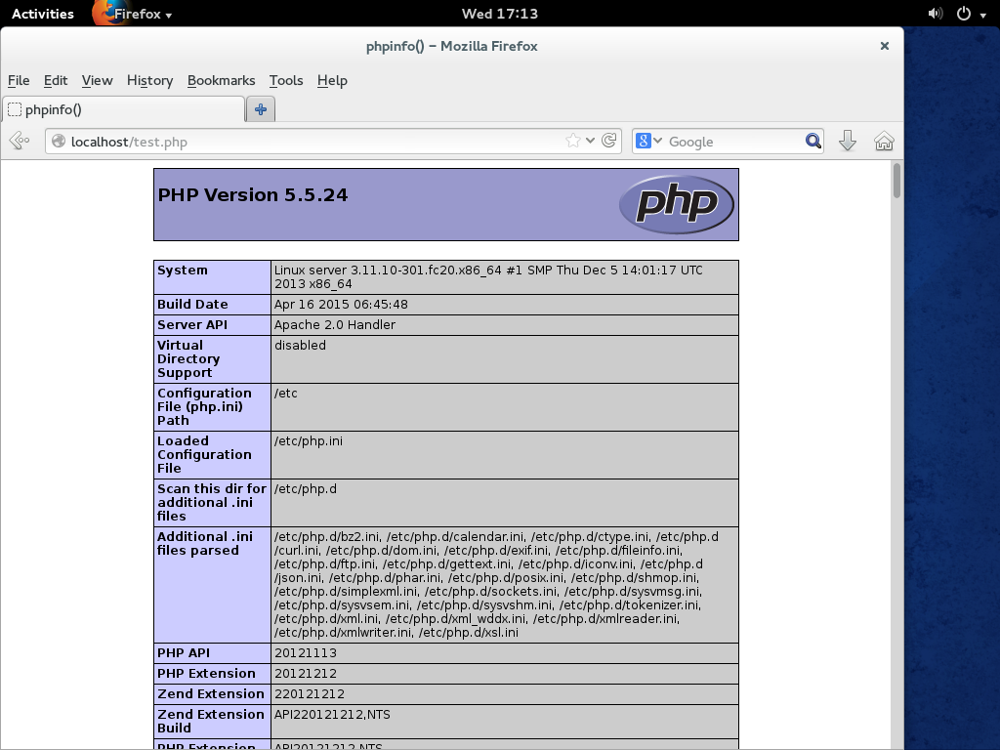 Activities
Firefox
Wed 17:13
phpinfo() – Mozilla Firefox
File Edit View History Bookmarks Tools Help
phpinfo()
localhost/test.php
8 Google
PHP Version 5.5.24
php
System
Linux server 3.11.10-301.fc20.x86_64 #1 SMP Thu Dec 5 14:01:17 UTC
2013 x86_64
Build Date
Apr 16 2015 06:45:48
Server API
Apache 2.0 Handler
Virtual
Directory
Support
disabled
Configuration
File (php.ini)
Path
/etc
Loaded
Configuration
File
/etc/php.ini
Scan this dir for
additional .ini
files
/etc/php.d
Additional .ini
files parsed
/etc/php.d/bz2.ini, /etc/php.d/calendar.ini, /etc/php.d/ctype.ini, /etc/php.d
/curl.ini, /etc/php.d/dom.ini, /etc/php.d/exif.ini, /etc/php.d/fileinfo.ini,
/etc/php.d/ftp.ini, /etc/php.d/gettext.ini, /etc/php.d/iconv.ini, /etc/php.d
/json.ini, /etc/php.d/phar.ini, /etc/php.d/posix.ini, /etc/php.d/shmop.ini,
/etc/php.d/simplexml.ini, /etc/php.d/sockets.ini, /etc/php.d/sysvmsg.ini,
/etc/php.d/sysvsem.ini, /etc/php.d/sysvshm.ini, /etc/php.d/tokenizer.ini,
/etc/php.d/xml.ini, /etc/php.d/xml_wddx.ini, /etc/php.d/xmlreader.ini,
/etc/php.d/xmlwriter.ini, /etc/php.d/xsl.ini
PHP API
20121113
PHP Extension
20121212
Zend Extension
220121212
Zend Extension
Build
API220121212,NTS
PHP Extension
API20121212,NTS